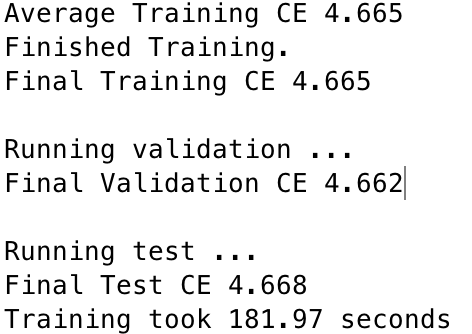 Average Training CE 4.665
Finished Training.
Final Training CE 4.665
Running validation ...
Final Validation CE 4.662
Running test ...
Final Test CE 4.668
Training took 181.97 seconds